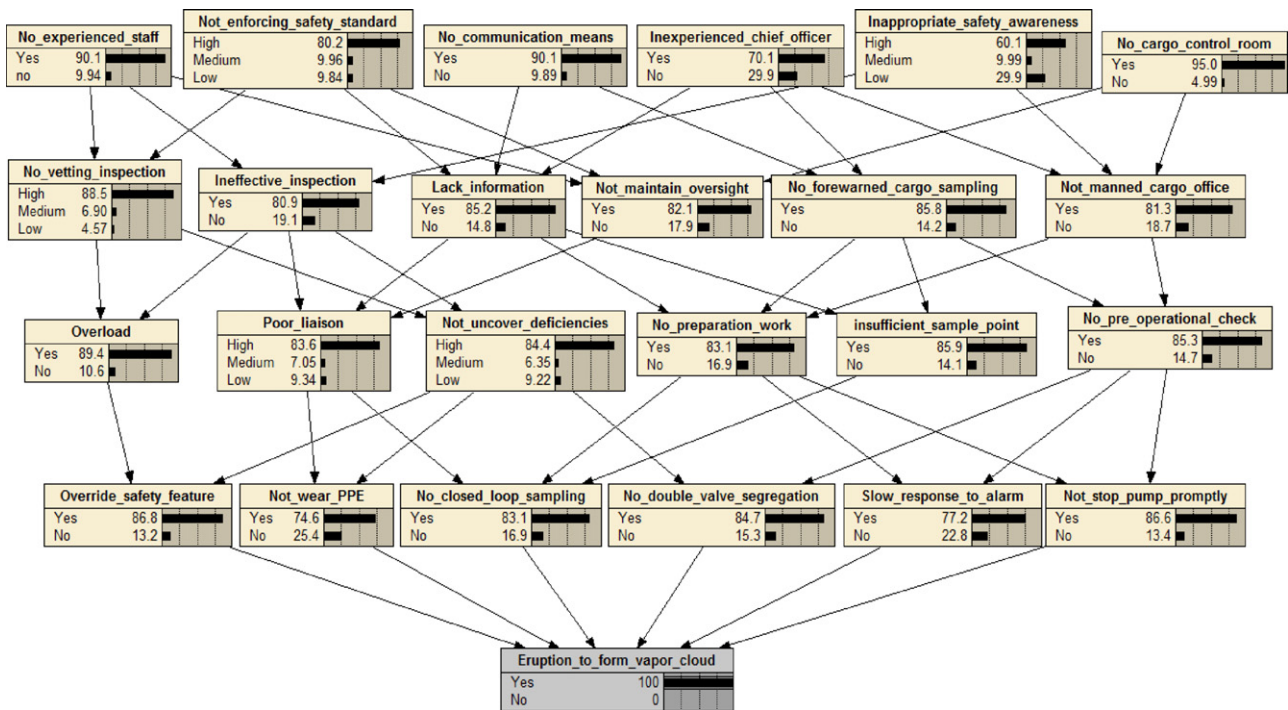 No_experienced_staff
Yes 90.1
no 9.94
Not_enforcing_safety_standard
High 80.2
Medium 9.96
Low 9.84
No_communication_means
Yes 90.1
No 9.89
Inexperienced_chief_officer
Yes 70.1
No 29.9
Inappropriate_safety_awareness
High 60.1
Medium 9.99
Low 29.9
No_cargo_control_room
Yes 95.0
No 4.99
No_vetting_inspection
High 88.5
Medium 6.90
Low 4.57
Ineffective_inspection
Yes 80.9
No 19.1
Lack_information
Yes 85.2
No 14.8
Not_maintain_oversight
Yes 82.1
No 17.9
No_forewarned_cargo_sampling
Yes 85.8
No 14.2
Not_manned_cargo_office
Yes 81.3
No 18.7
Overload
Yes 89.4
No 10.6
Poor_liaison
High 83.6
Medium 7.05
Low 9.34
Not_uncover_deficiencies
High 84.4
Medium 6.35
Low 9.22
No_preparation_work
Yes 83.1
No 16.9
insufficient_sample_point
Yes 85.9
No 14.1
No_pre_operational_check
Yes 85.3
No 14.7
Override_safety_feature
Yes 86.8
No 13.2
Not_wear_PPE
Yes 74.6
No 25.4
No_closed_loop_sampling
Yes 83.1
No 16.9
No_double_valve_segregation
Yes 84.7
No 15.3
Slow_response_to_alarm
Yes 77.2
No 22.8
Not_stop_pump_promptly
Yes 86.6
No 13.4
Eruption_to_form_vapor_cloud
Yes 100
No 0